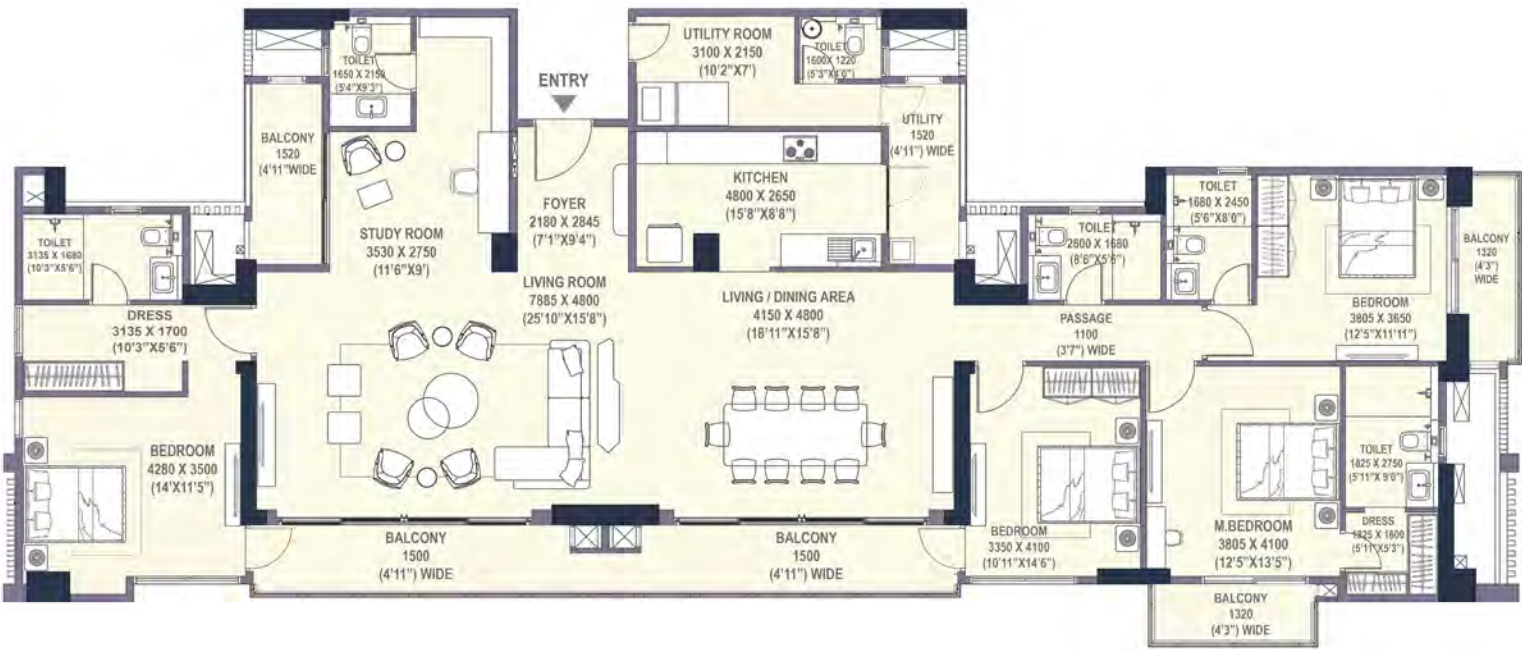 UTILITY ROOM
3100 X 2150
(10'2"X7')
TOILET
1600X 1220
(5'3"X4'0")
TOILET
1650 X 2150
(5'4"X9'3")
ENTRY
BALCONY
1520
(4'11"WIDE
UTILITY
1520
(4'11") WIDE
KITCHEN
4800 X 2650
(15'8"X8'8")
FOYER
2180 X 2845
(7'1"X9'4")
STUDY ROOM
3530 X 2750
(11'6"X9')
TOILET
3135 X 1680
(10'3"X5'6")
TOILET
2600 X 1680
(8'6"X5'6")
TOILET
1680 X 2450
(5'6"X8'0")
BALCONY
1320
(4'3")
WIDE
LIVING ROOM
7885 X 4800
(25'10"X15'8")
LIVING / DINING AREA
4150 X 4800
(18'11"X15'8")
DRESS
3135 X 1700
(10'3"X5'6")
PASSAGE
1100
(3'7") WIDE
BEDROOM
3805 X 3650
(12'5"X11'11")
BEDROOM
4280 X 3500
(14'X11'5")
TOILET
1825 X 2750
(5'11"X 9'0")
BALCONY
1500
(4'11") WIDE
BALCONY
1500
(4'11") WIDE
BEDROOM
3350 X 4100
(10'11"X14'6")
M.BEDROOM
3805 X 4100
(12'5"X13'5")
DRESS
1825 X 1600
(5'11"X5'3")
BALCONY
1320
(4'3") WIDE